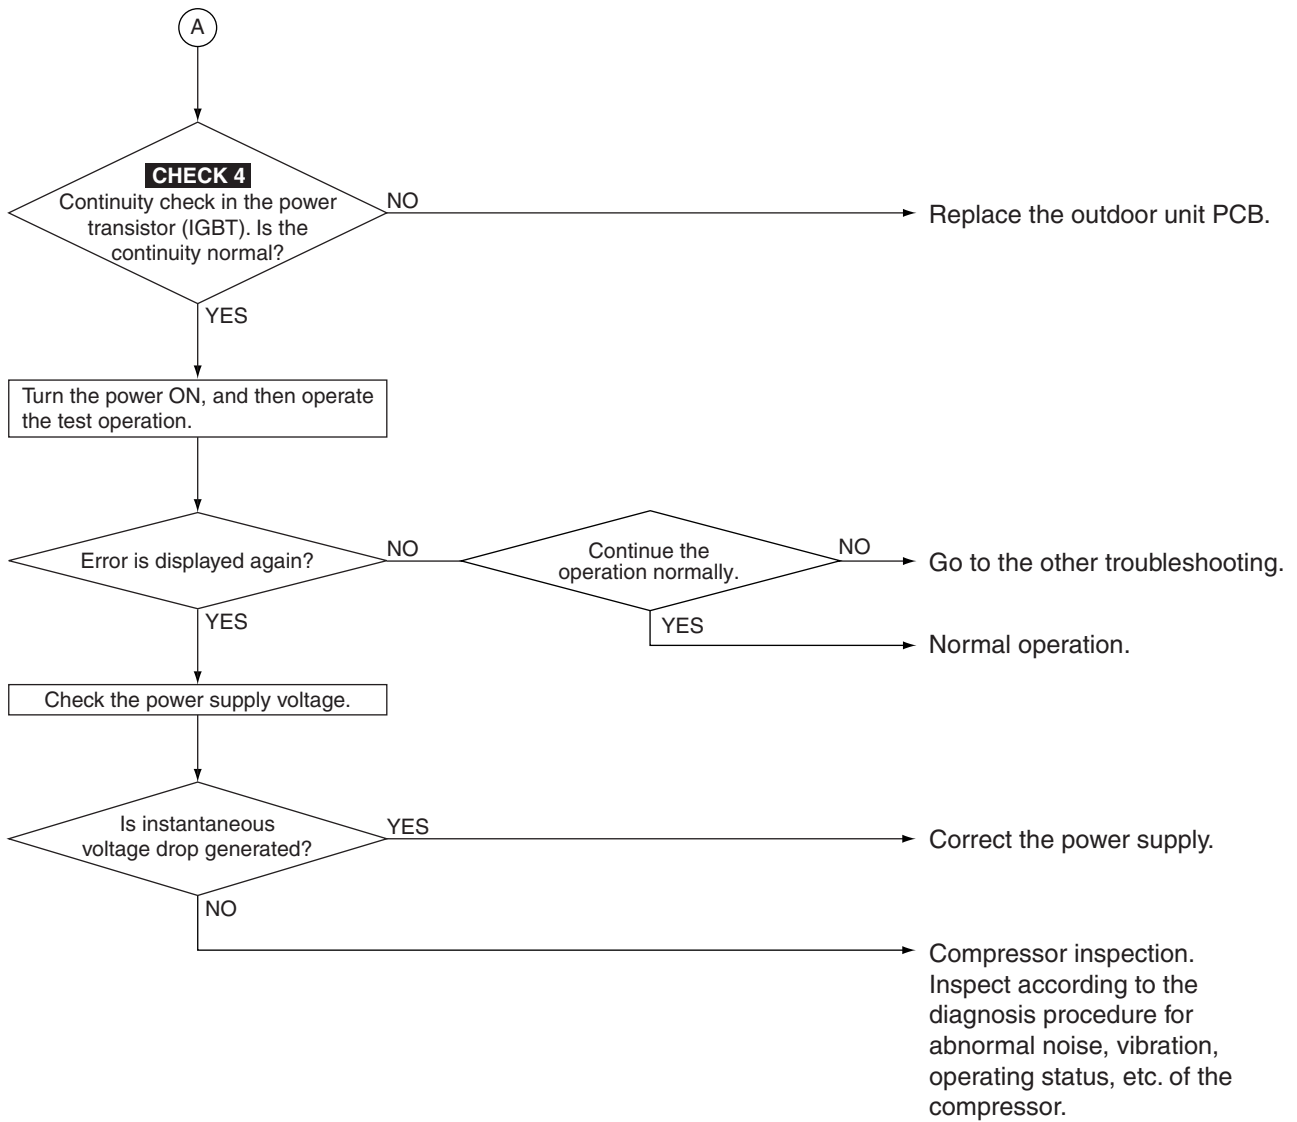 A
CHECK 4
Continuity check in the power
transistor (IGBT). Is the
continuity normal?
NO
Replace the outdoor unit PCB.
YES
Turn the power ON, and then operate
the test operation.
Error is displayed again?
NO
Continue the
operation normally.
NO
Go to the other troubleshooting.
YES
YES
Normal operation.
Check the power supply voltage.
Is instantaneous
voltage drop generated?
YES
Correct the power supply.
NO
Compressor inspection.
Inspect according to the
diagnosis procedure for
abnormal noise, vibration,
operating status, etc. of the
compressor.